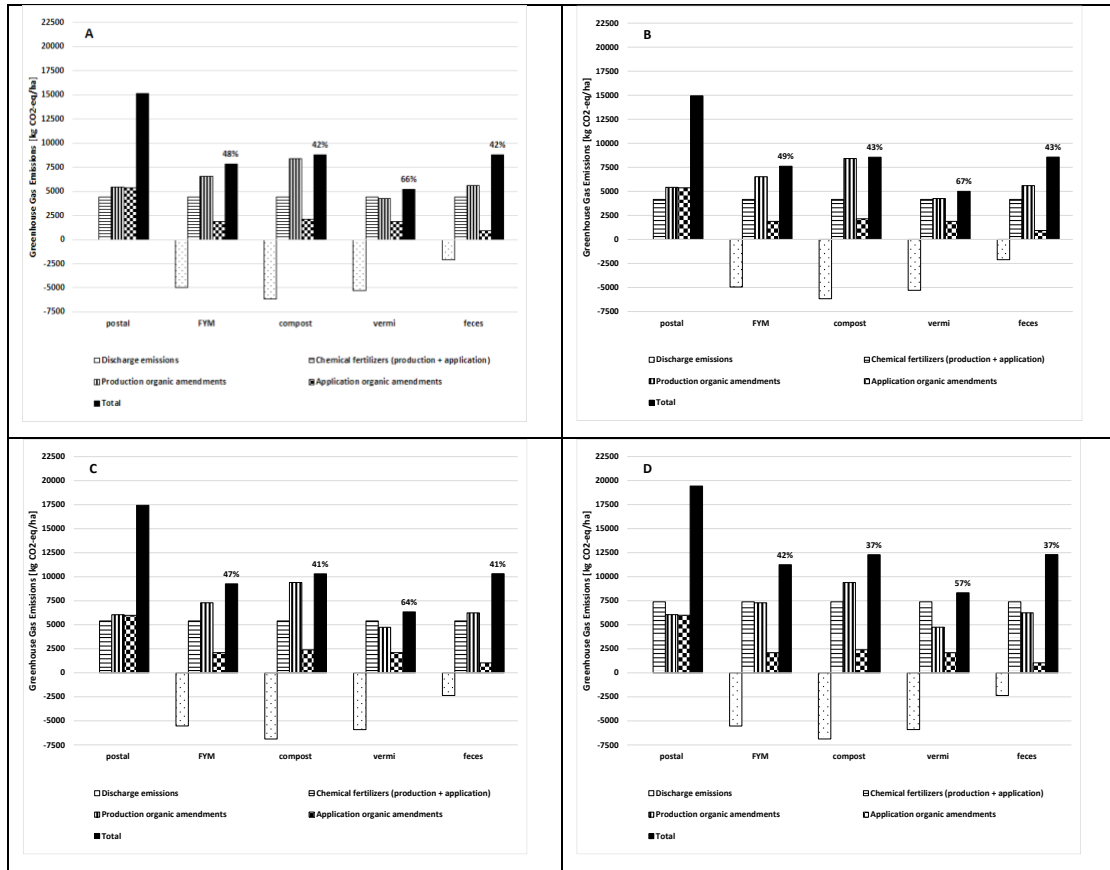 A
Greenhouse Gas Emissions [kg CO2-eq/ha]
22500
20000
17500
15000
12500
10000
7500
5000
2500
0
-2500
-5000
-7500
48%
42%
66%
42%
postal FYM compost vermi feces
Discharge emissions Chemical fertilizers (production + application)
Production organic amendments Application organic amendments
Total
B
Greenhouse Gas Emissions [kg CO2-eq/ha]
22500
20000
17500
15000
12500
10000
7500
5000
2500
0
-2500
-5000
-7500
49%
43%
67%
43%
postal FYM compost vermi feces
Discharge emissions Chemical fertilizers (production + application)
Production organic amendments Application organic amendments
Total
C
Greenhouse Gas Emissions [kg CO2-eq/ha]
22500
20000
17500
15000
12500
10000
7500
5000
2500
0
-2500
-5000
-7500
47%
41%
64%
41%
postal FYM compost vermi feces
Discharge emissions Chemical fertilizers (production + application)
Production organic amendments Application organic amendments
Total
D
Greenhouse Gas Emissions [kg CO2-eq/ha]
22500
20000
17500
15000
12500
10000
7500
5000
2500
0
-2500
-5000
-7500
42%
37%
57%
37%
postal FYM compost vermi feces
Discharge emissions Chemical fertilizers (production + application)
Production organic amendments Application organic amendments
Total